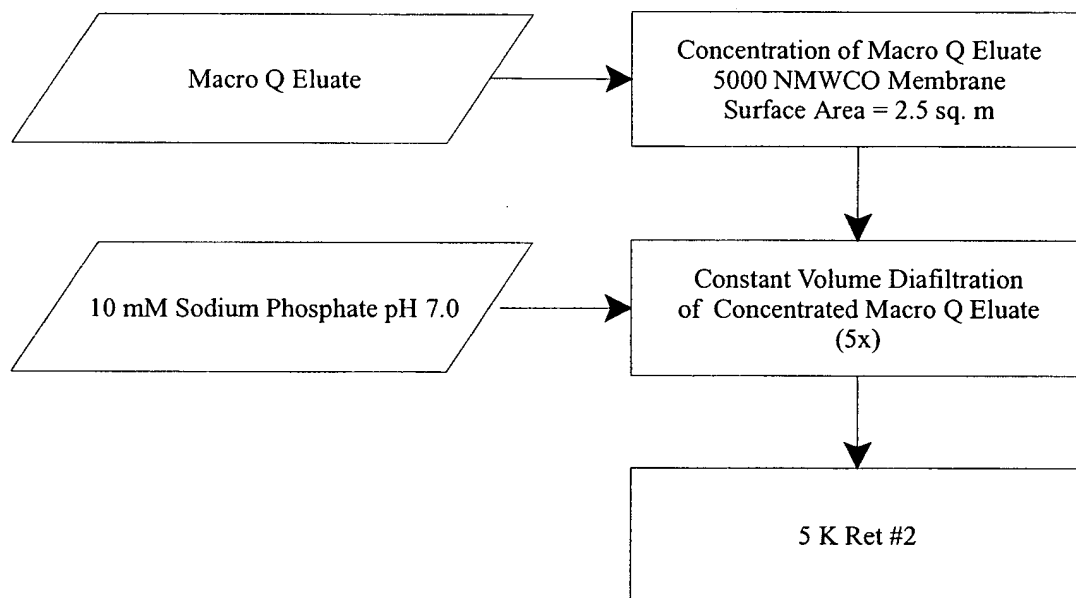 Macro Q Eluate
Concentration of Macro Q Eluate
5000 NMWCO Membrane
Surface Area = 2.5 sq. m
10 mM Sodium Phosphate pH 7.0
Constant Volume Diafiltration
of Concentrated Macro Q Eluate
(5x)
5 K Ret #2